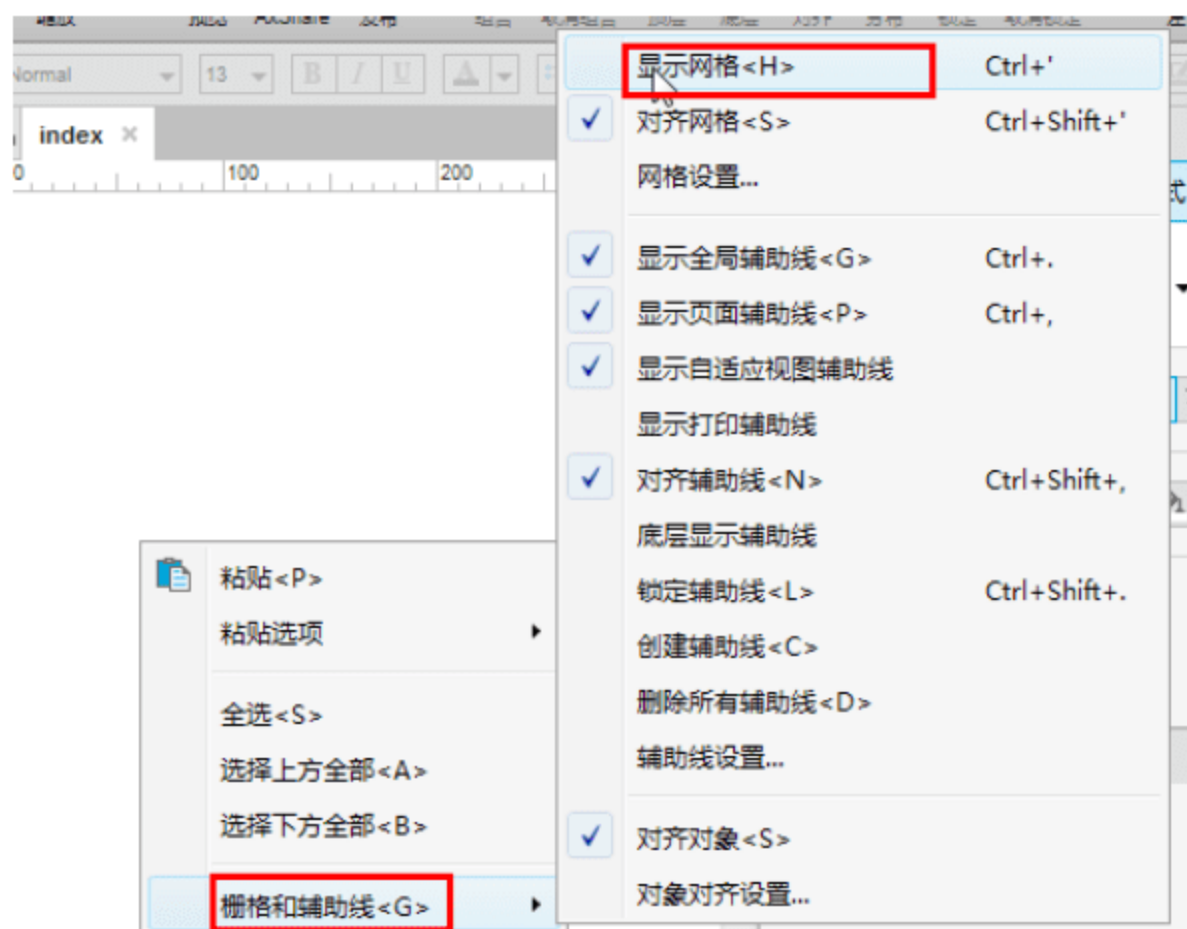 AxShare
Normal 13 B I U A
index
0 100 200
显示网格<H> Ctrl+'
对齐网格<S> Ctrl+Shift+'
网格设置...
显示全局辅助线<G> Ctrl+.
显示页面辅助线<P> Ctrl+,
显示自适应视图辅助线
显示打印辅助线
对齐辅助线<N> Ctrl+Shift+,
底层显示辅助线
锁定辅助线<L> Ctrl+Shift+.
创建辅助线<C>
删除所有辅助线<D>
辅助线设置...
对齐对象<S>
对象对齐设置...
粘贴<P>
粘贴选项
全选<S>
选择上方全部<A>
选择下方全部<B>
栅格和辅助线<G>
式